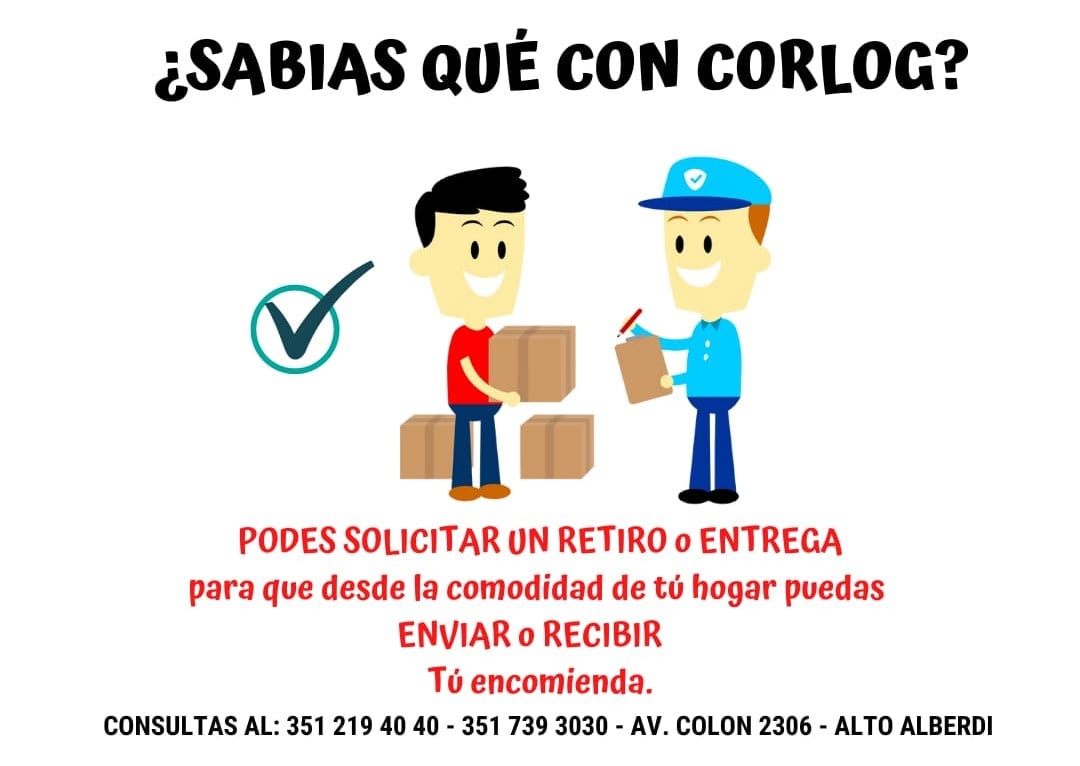 ¿SABIAS QUÉ CON CORLOG?
PODES SOLICITAR UN RETIRO o ENTREGA
para que desde la comodidad de tú hogar puedas
ENVIAR o RECIBIR
Tú encomienda.
CONSULTAS AL: 351 219 40 40 - 351 739 3030 - AV. COLON 2306 - ALTO ALBERDI